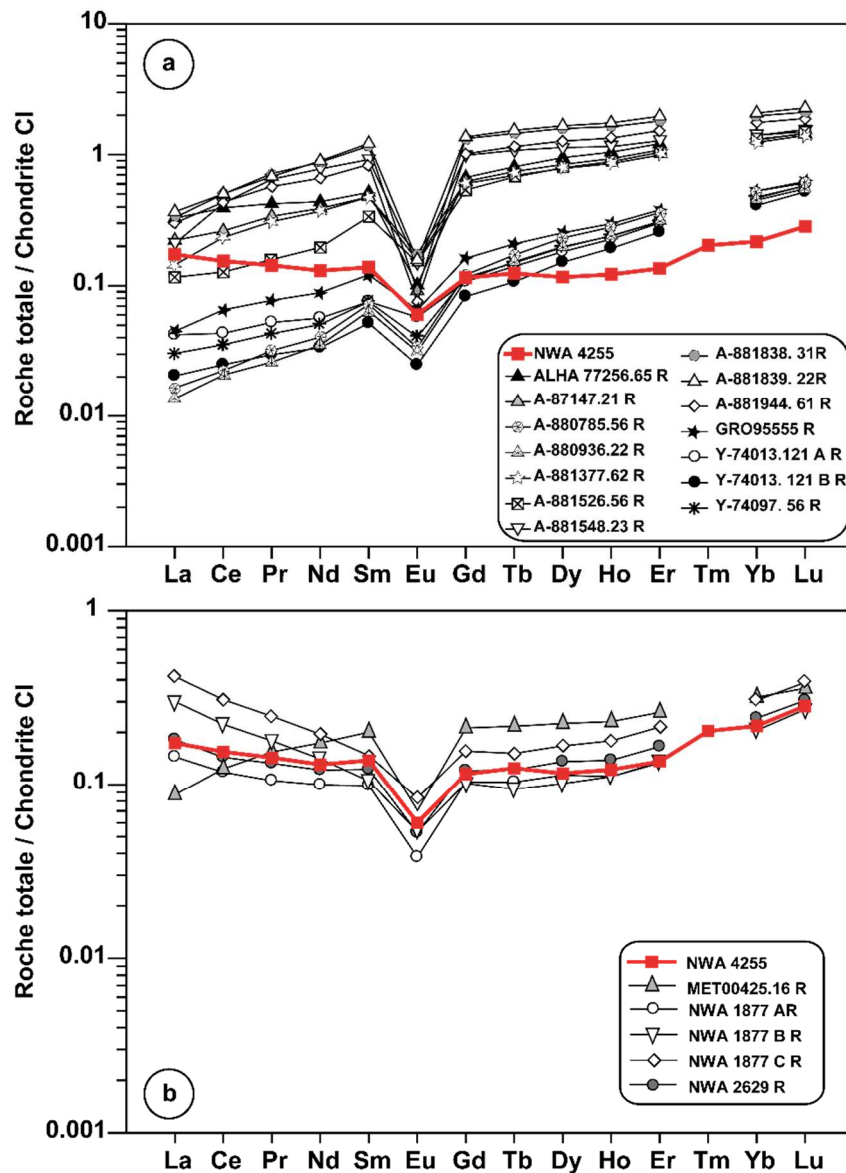 10
1
0.1
0.01
0.001
Roche totale / Chondrite CI
a
NWA 4255
ALHA 77256.65 R
A-87147.21 R
A-880785.56 R
A-880936.22 R
A-881377.62 R
A-881526.56 R
A-881548.23 R
A-881838. 31R
A-881839. 22R
A-881944. 61 R
GRO95555 R
Y-74013.121 A R
Y-74013. 121 B R
Y-74097. 56 R
La Ce Pr Nd Sm Eu Gd Tb Dy Ho Er Tm Yb Lu
1
0.1
0.01
0.001
Roche totale / Chondrite CI
b
NWA 4255
MET00425.16 R
NWA 1877 AR
NWA 1877 B R
NWA 1877 C R
NWA 2629 R
La Ce Pr Nd Sm Eu Gd Tb Dy Ho Er Tm Yb Lu